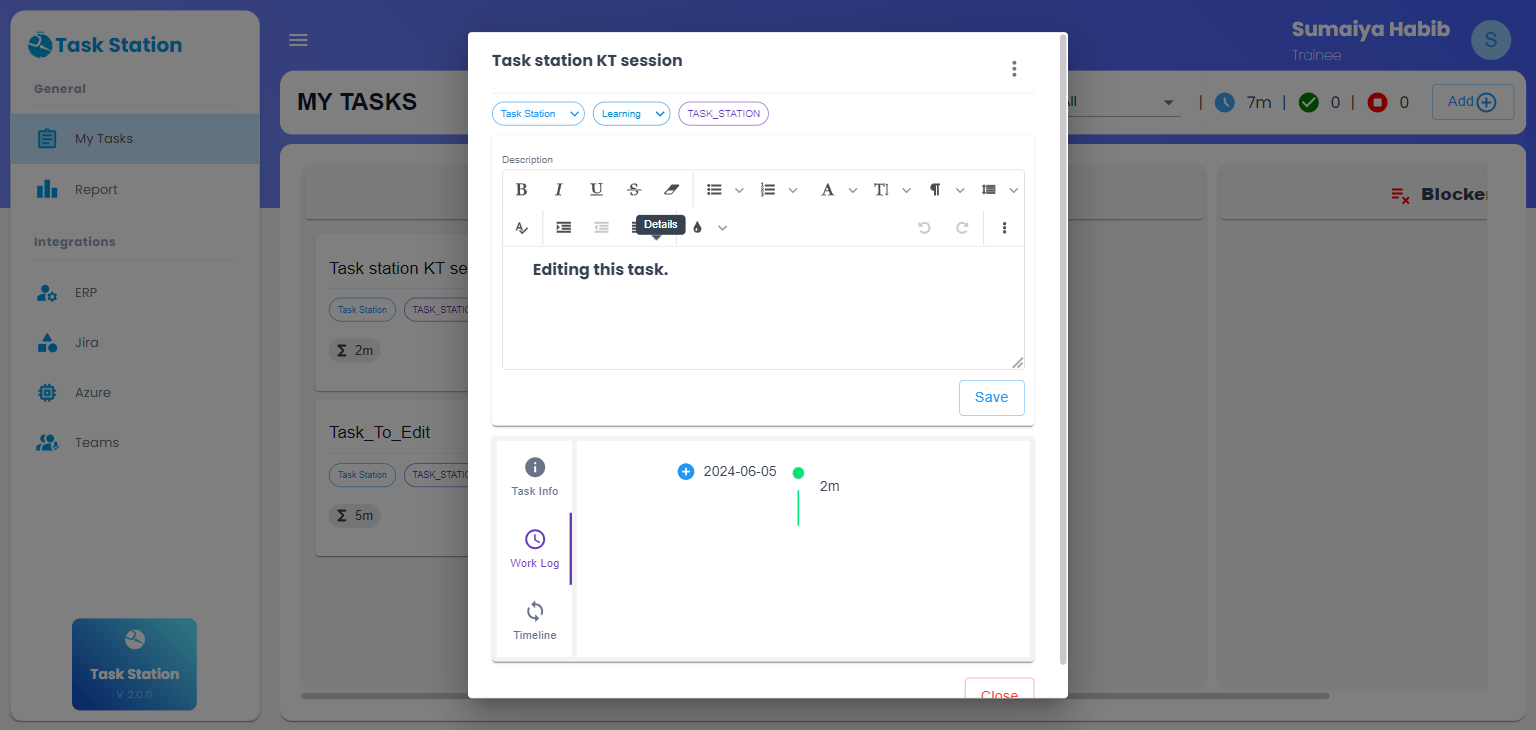 Task Station
General
My Tasks
Report
Integrations
ERP
Jira
Azure
Teams
Task Station
V 2.0.0
Sumaiya Habib
Trainee
S
MY TASKS
All
| 7m | 0 | 0
Add
Blocker
Task station KT se
Task Station TASK_STATIO
Σ 2m
Task_To_Edit
Task Station TASK_STATIO
Σ 5m
Task station KT session
Task Station Learning TASK_STATION
Description
Details
Editing this task.
Save
Task Info
Work Log
Timeline
2024-06-05
2m
Close